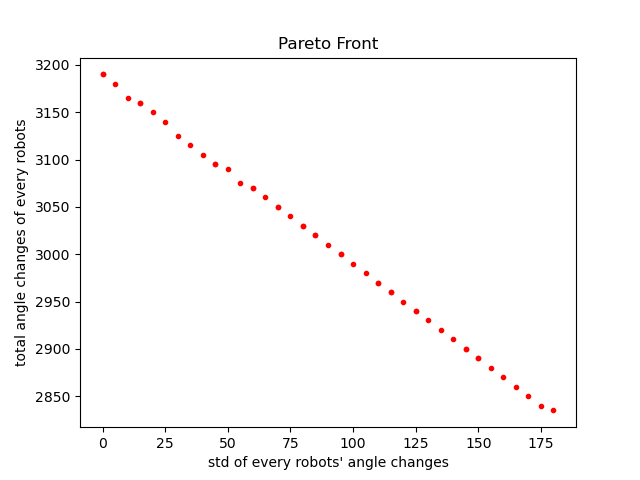 Pareto Front
3200
3150
3100
3050
3000
2950
2900
2850
total angle changes of every robots
0 25 50 75 100 125 150 175
std of every robots' angle changes